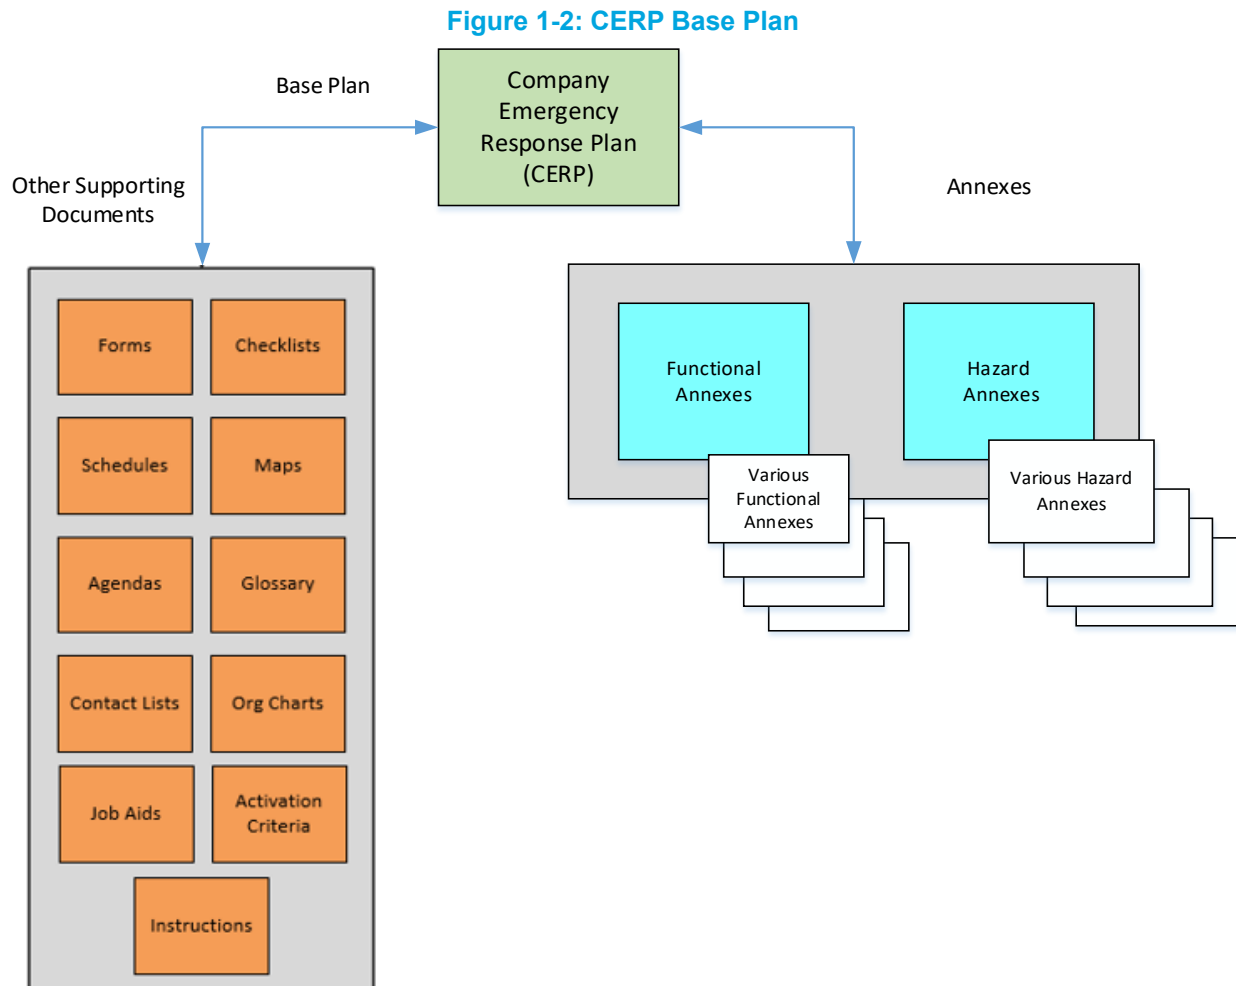 Figure 1-2: CERP Base Plan
Base Plan
Company
Emergency
Response Plan
(CERP)
Other Supporting
Documents
Annexes
Forms
Checklists
Schedules
Maps
Agendas
Glossary
Contact Lists
Org Charts
Job Aids
Activation
Criteria
Instructions
Functional
Annexes
Hazard
Annexes
Various
Functional
Annexes
Various Hazard
Annexes